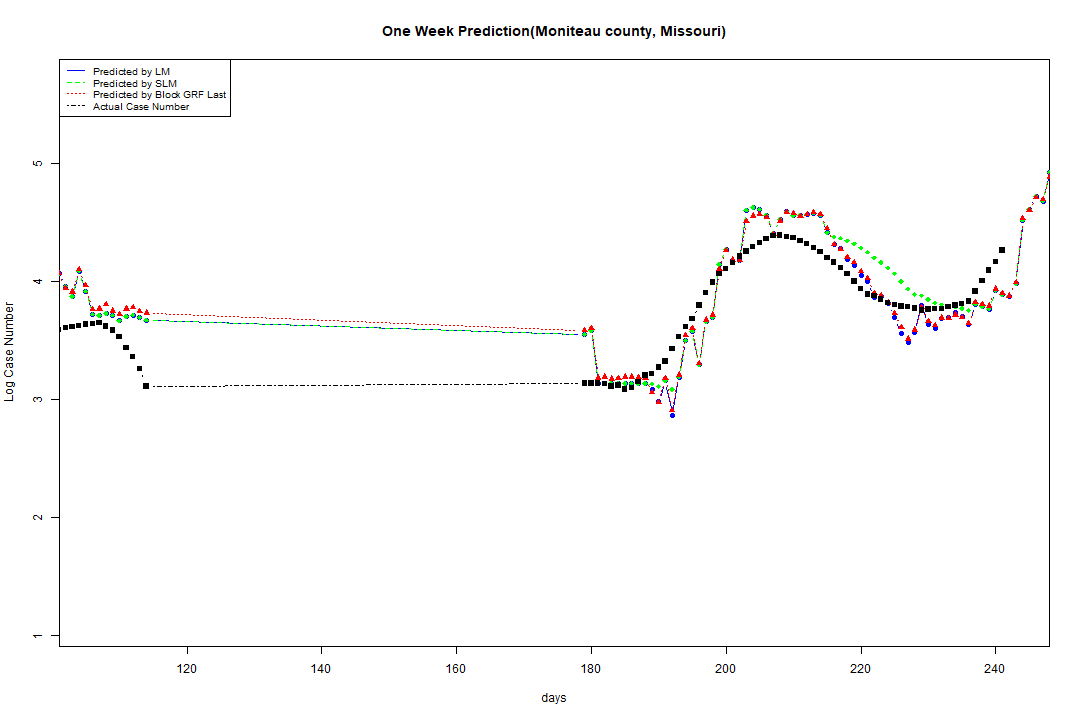 One Week Prediction(Moniteau county, Missouri)
Predicted by LM
Predicted by SLM
Predicted by Block GRF Last
Actual Case Number
Log Case Number
5
4
3
2
1
120 140 160 180 200 220 240
days